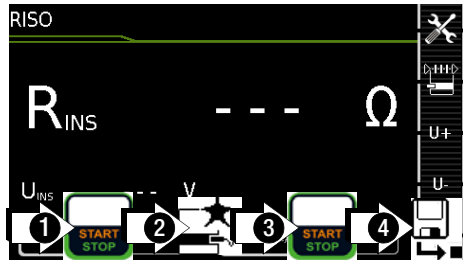 RISO
RINS
- - - Ω
U+
UINS
- - V
U-
1
START
STOP
2
3
START
STOP
4